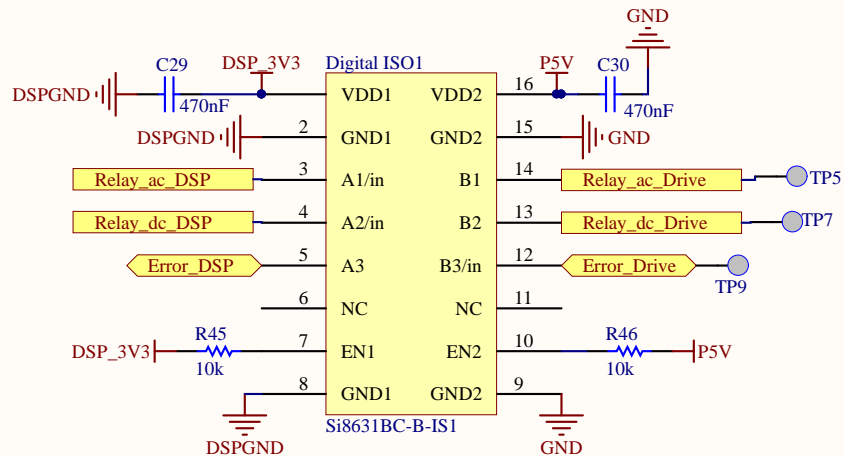 GND
C29
DSP_3V3
Digital ISO1
P5V
C30
DSPGND
470nF
VDD1
VDD2
16
470nF
DSPGND
2
GND1
GND2
15
GND
Relay_ac_DSP
3
A1/in
B1
14
Relay_ac_Drive
TP5
Relay_dc_DSP
4
A2/in
B2
13
Relay_dc_Drive
TP7
Error_DSP
5
A3
B3/in
12
Error_Drive
TP9
6
NC
NC
11
DSP_3V3
R45
10k
7
EN1
EN2
10
R46
10k
P5V
8
GND1
GND2
9
DSPGND
Si8631BC-B-IS1
GND